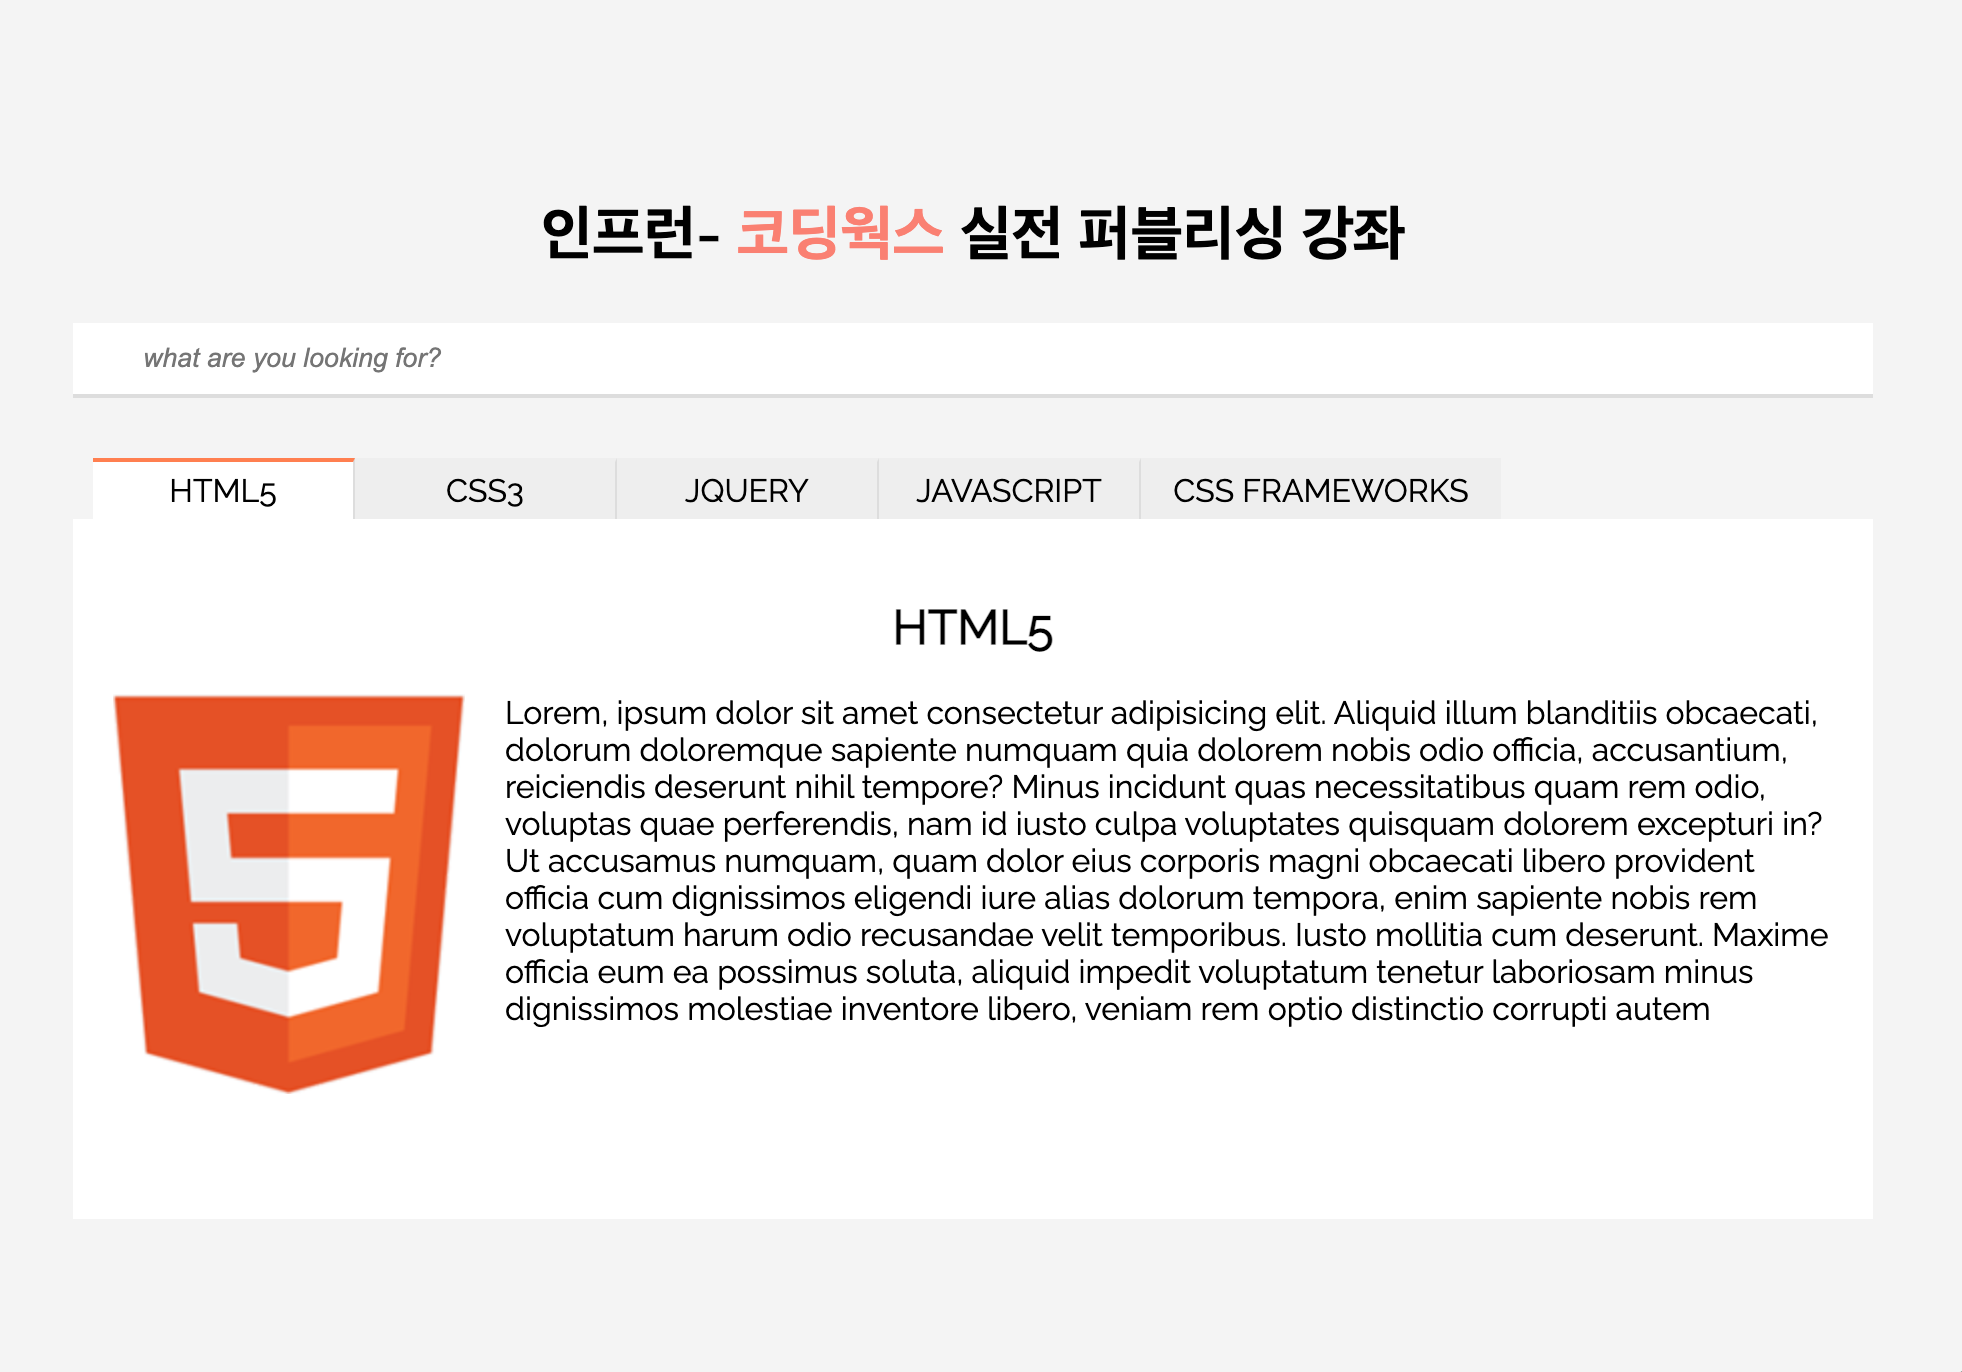 인프런- 코딩웍스 실전 퍼블리싱 강좌
what are you looking for?
HTML5 CSS3 JQUERY JAVASCRIPT CSS FRAMEWORKS
HTML5
Lorem, ipsum dolor sit amet consectetur adipisicing elit. Aliquid illum blanditiis obcaecati,
dolorum doloremque sapiente numquam quia dolorem nobis odio officia, accusantium,
reiciendis deserunt nihil tempore? Minus incidunt quas necessitatibus quam rem odio,
voluptas quae perferendis, nam id iusto culpa voluptates quisquam dolorem excepturi in?
Ut accusamus numquam, quam dolor eius corporis magni obcaecati libero provident
officia cum dignissimos eligendi iure alias dolorum tempora, enim sapiente nobis rem
voluptatum harum odio recusandae velit temporibus. Iusto mollitia cum deserunt. Maxime
officia eum ea possimus soluta, aliquid impedit voluptatum tenetur laboriosam minus
dignissimos molestiae inventore libero, veniam rem optio distinctio corrupti autem